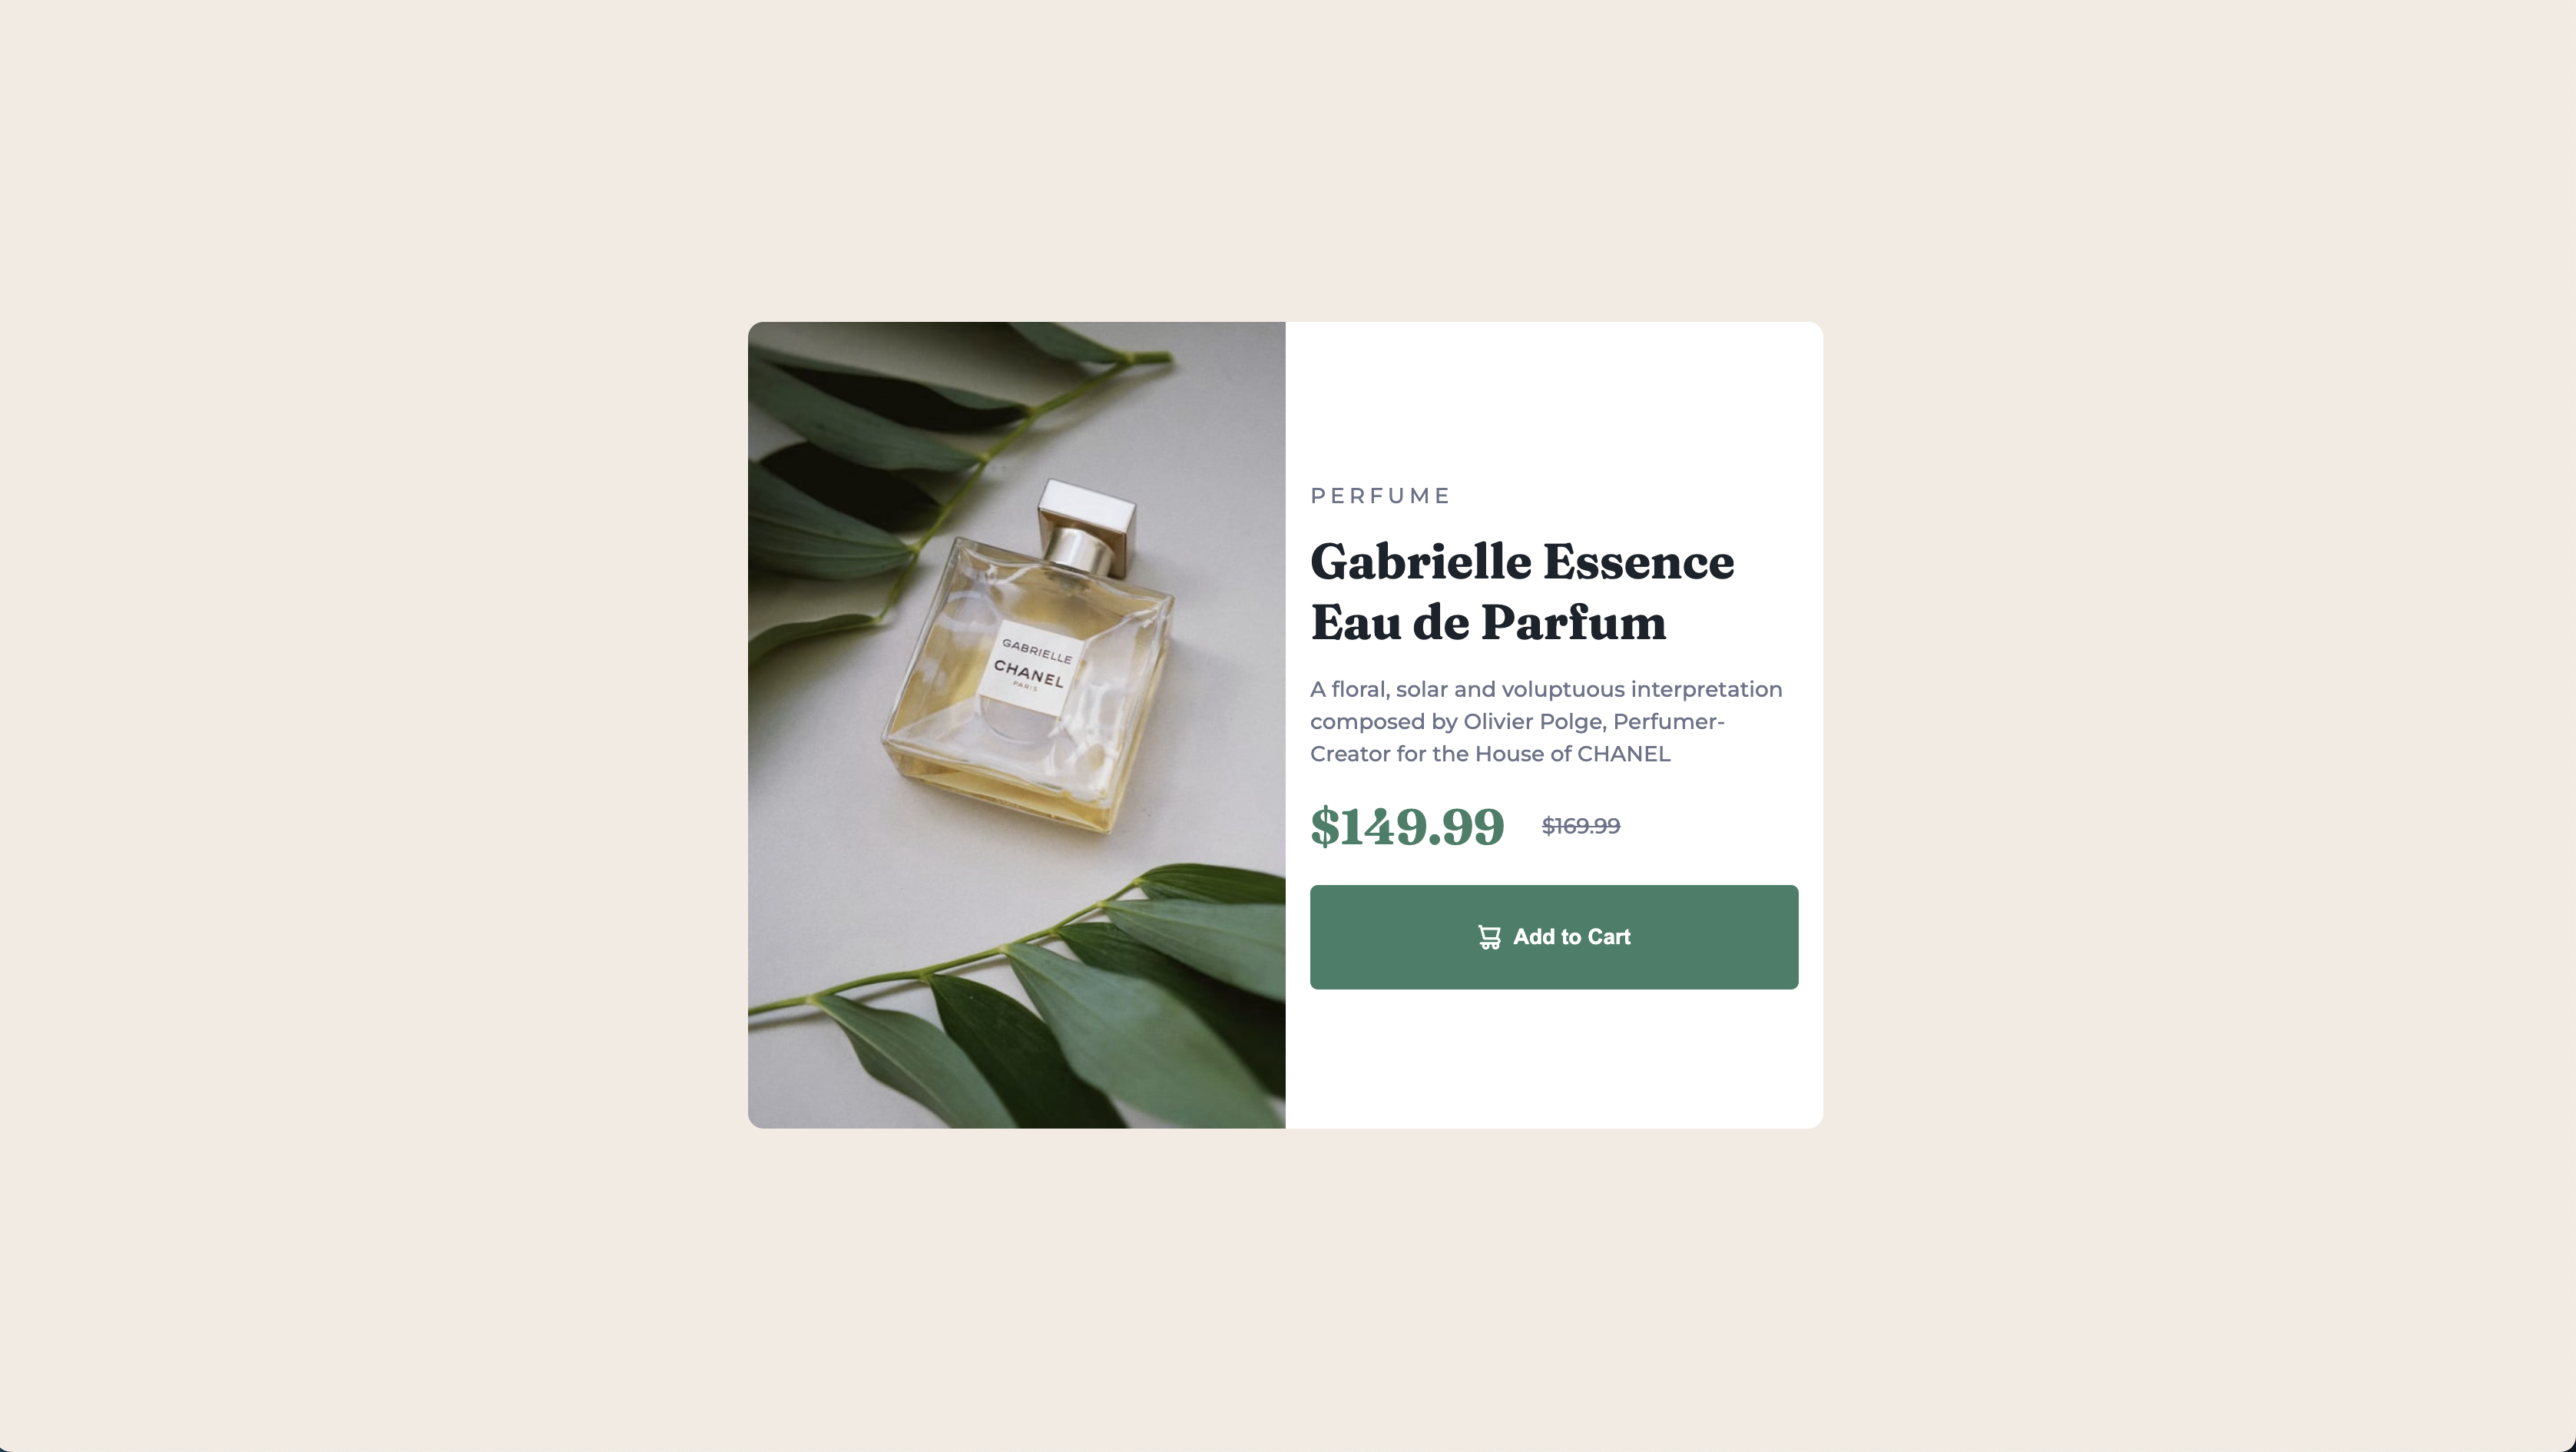 GABRIELLE
CHANEL
PARIS
PERFUME
Gabrielle Essence
Eau de Parfum
A floral, solar and voluptuous interpretation
composed by Olivier Polge, Perfumer-
Creator for the House of CHANEL
$149.99 $169.99
Add to Cart